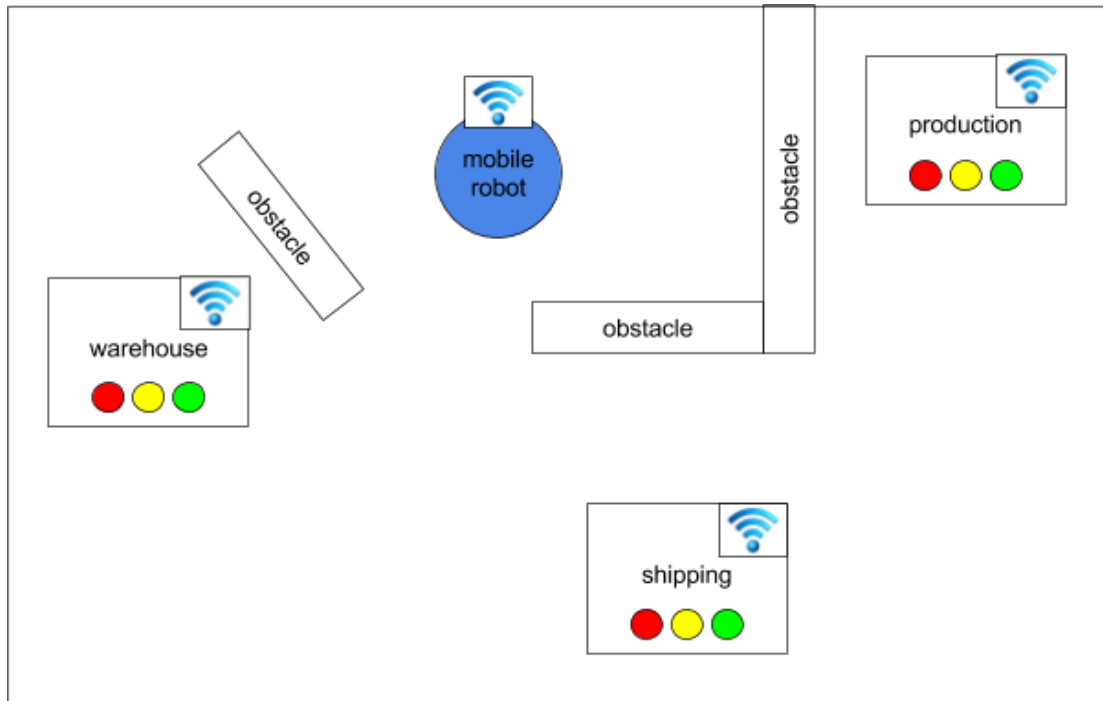 obstacle
production
mobile
robot
obstacle
obstacle
warehouse
shipping